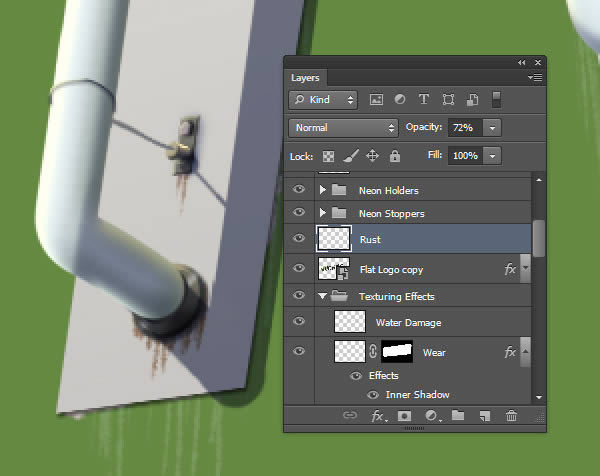 Layers
Kind
Normal Opacity: 72%
Lock: Fill: 100%
Neon Holders
Neon Stoppers
Rust
Flat Logo copy fx
Texturing Effects
Water Damage
Wear fx
Effects
Inner Shadow
fx